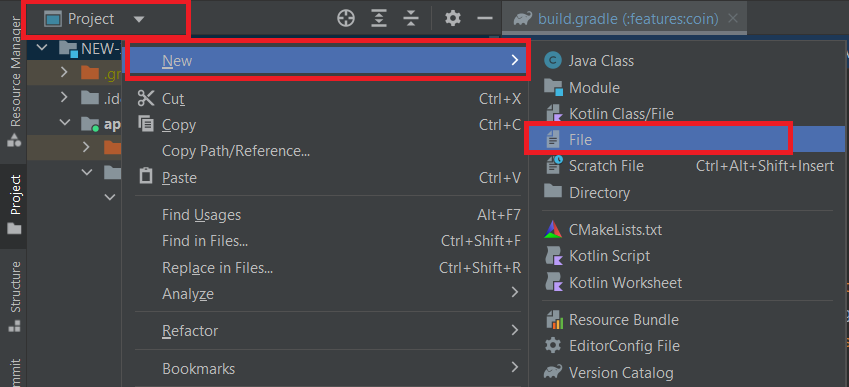 Project
build.gradle (:features:coin)
Resource Manager
NEW-
.gr
.id
ap
Project
Structure
mmit
New
Cut Ctrl+X
Copy Ctrl+C
Copy Path/Reference...
Paste Ctrl+V
Find Usages Alt+F7
Find in Files... Ctrl+Shift+F
Replace in Files... Ctrl+Shift+R
Analyze
Refactor
Bookmarks
Java Class
Module
Kotlin Class/File
File
Scratch File Ctrl+Alt+Shift+Insert
Directory
CMakeLists.txt
Kotlin Script
Kotlin Worksheet
Resource Bundle
EditorConfig File
Version Catalog